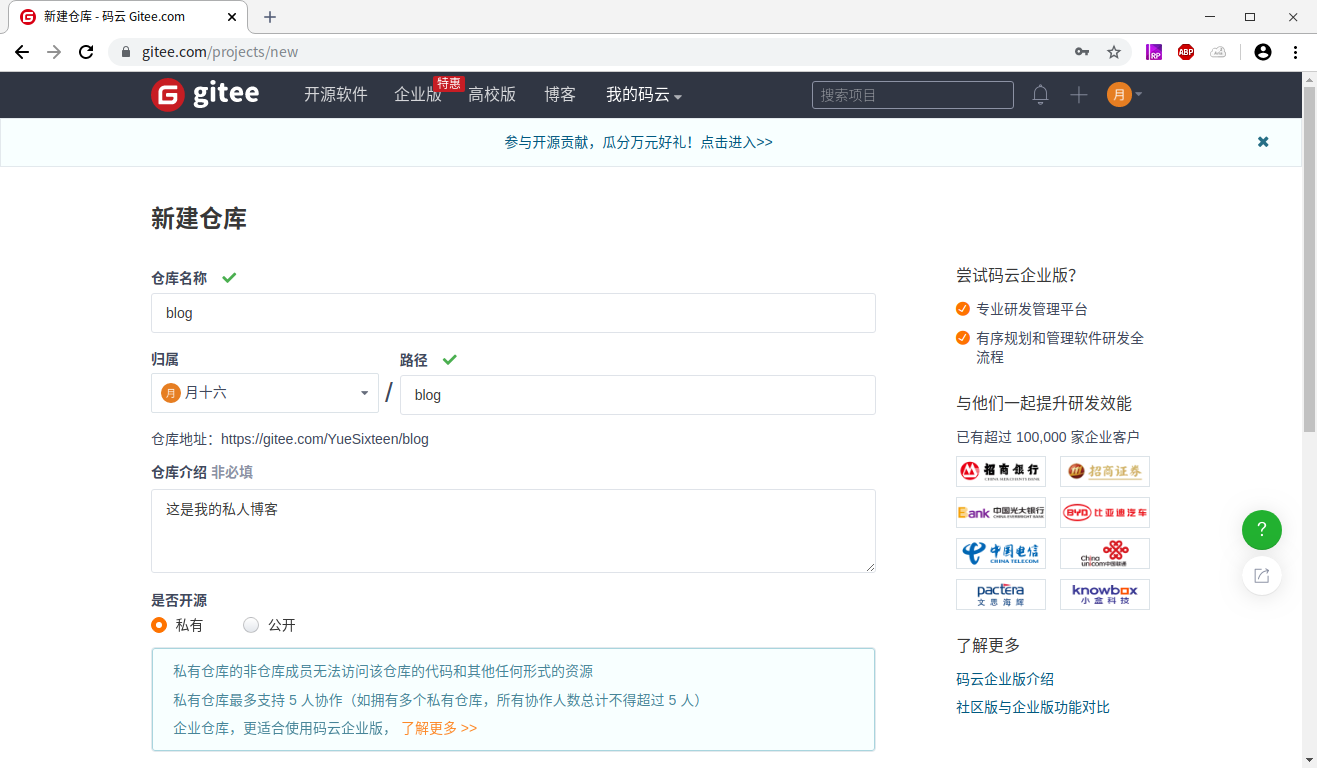 新建仓库 - 码云 Gitee.com
gitee.com/projects/new
RP
ABP
gitee
开源软件
企业版
特惠
高校版
博客
我的码云
搜索项目
月
参与开源贡献，瓜分万元好礼！点击进入>>
新建仓库
仓库名称
blog
归属
路径
月 月十六
/
blog
仓库地址：https://gitee.com/YueSixteen/blog
仓库介绍 非必填
这是我的私人博客
是否开源
私有
公开
私有仓库的非仓库成员无法访问该仓库的代码和其他任何形式的资源
私有仓库最多支持 5 人协作（如拥有多个私有仓库，所有协作人数总计不得超过 5 人）
企业仓库，更适合使用码云企业版， 了解更多 >>
尝试码云企业版？
专业研发管理平台
有序规划和管理软件研发全
流程
与他们一起提升研发效能
已有超过 100,000 家企业客户
招商银行
CHINA MERCHANTS BANK
招商证券
Bank 中国光大银行
CHINA EVERBRIGHT BANK
BYD 比亚迪汽车
中国电信
CHINA TELECOM
China
unicom中国联通
pactera
文思海辉
knowbox
小盒科技
了解更多
码云企业版介绍
社区版与企业版功能对比
?